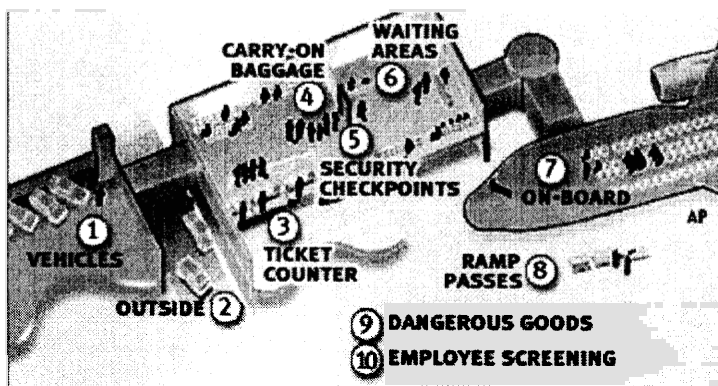 WAITING
AREAS
6
CARRY-ON
BAGGAGE
4
5
SECURITY
CHECKPOINTS
7
ON-BOARD
AP
1
VEHICLES
3
TICKET
COUNTER
RAMP
PASSES 8
OUTSIDE 2
9 DANGEROUS GOODS
10 EMPLOYEE SCREENING